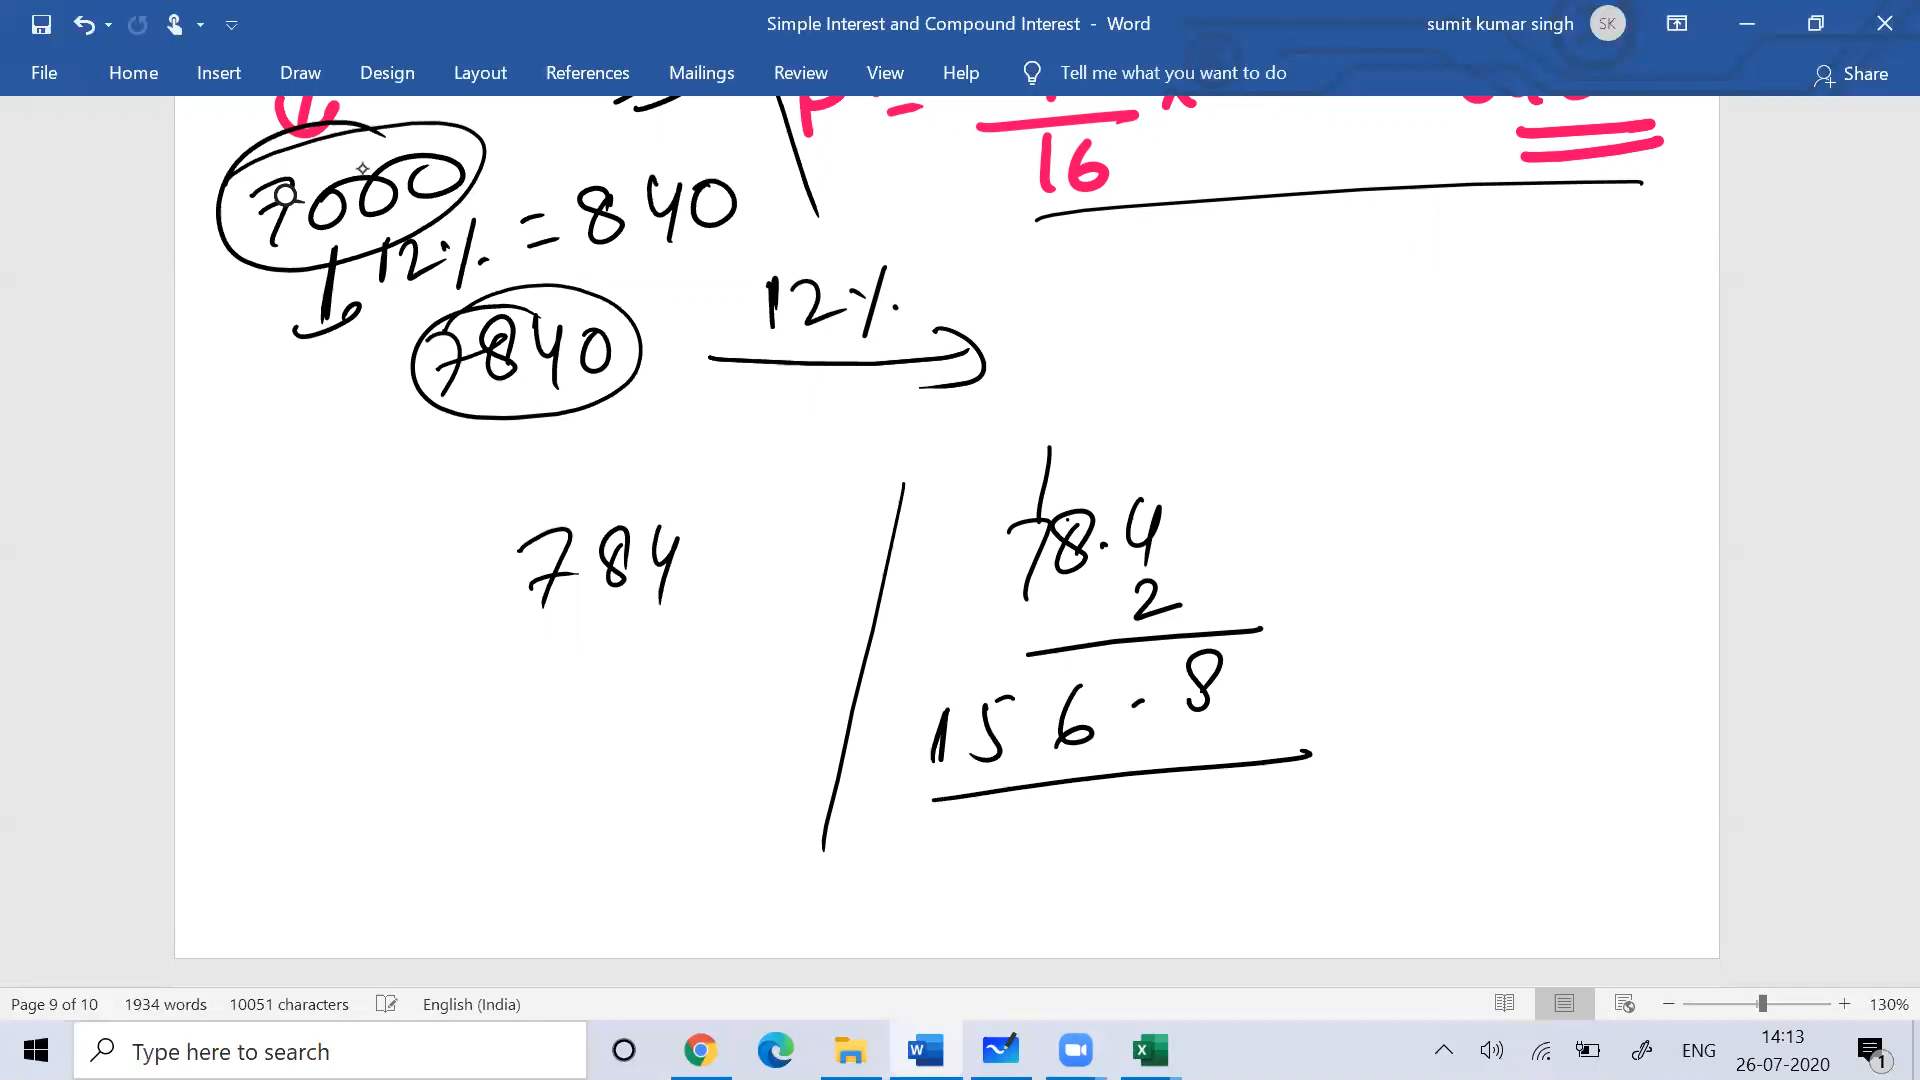 Simple Interest and Compound Interest - Word
sumit kumar singh SK
File Home Insert Draw Design Layout References Mailings Review View Help Tell me what you want to do Share
P =
16
7000
12% = 840
7840 12%
784
78.4
2
156.8
Page 9 of 10 1934 words 10051 characters English (India) 130%
Type here to search
ENG
14:13
26-07-2020
1